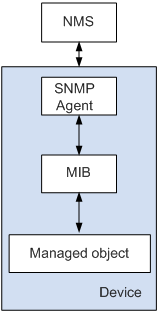 NMS
SNMP
Agent
MIB
Managed object
Device